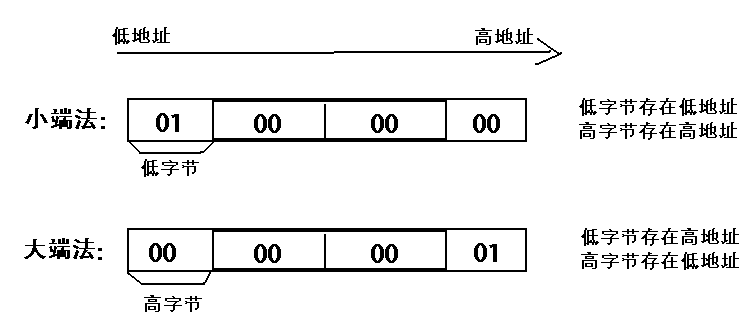 低地址 高地址
小端法: 01 00 00 00 低字节存在低地址
高字节存在高地址
低字节
大端法: 00 00 00 01 低字节存在高地址
高字节存在低地址
高字节